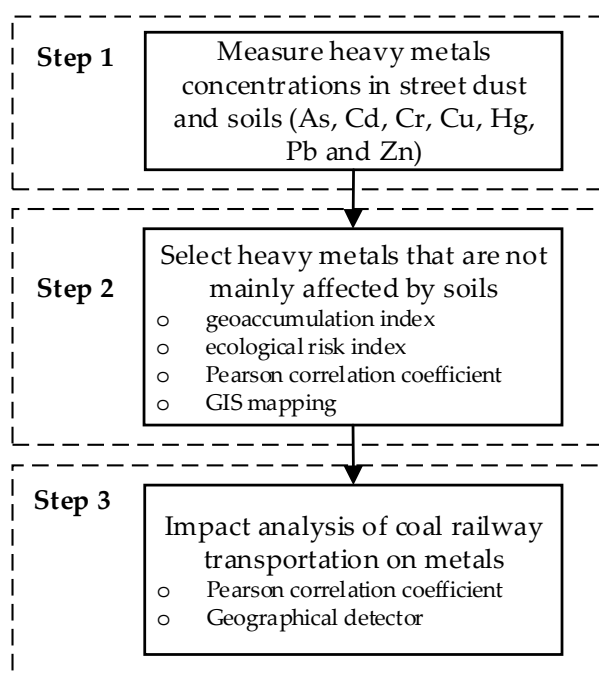 Step 1
Measure heavy metals
concentrations in street dust
and soils (As, Cd, Cr, Cu, Hg,
Pb and Zn)
Step 2
Select heavy metals that are not
mainly affected by soils
o geoaccumulation index
o ecological risk index
o Pearson correlation coefficient
o GIS mapping
Step 3
Impact analysis of coal railway
transportation on metals
o Pearson correlation coefficient
o Geographical detector